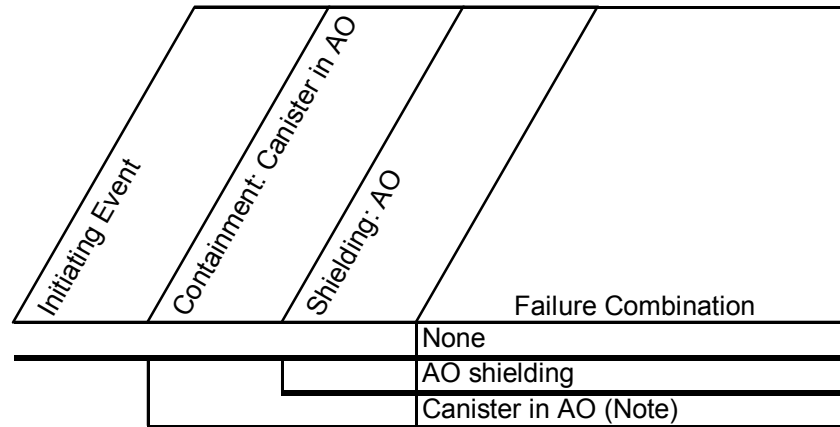 Initiating Event
Containment: Canister in AO
Shielding: AO
Failure Combination
None
AO shielding
Canister in AO (Note)